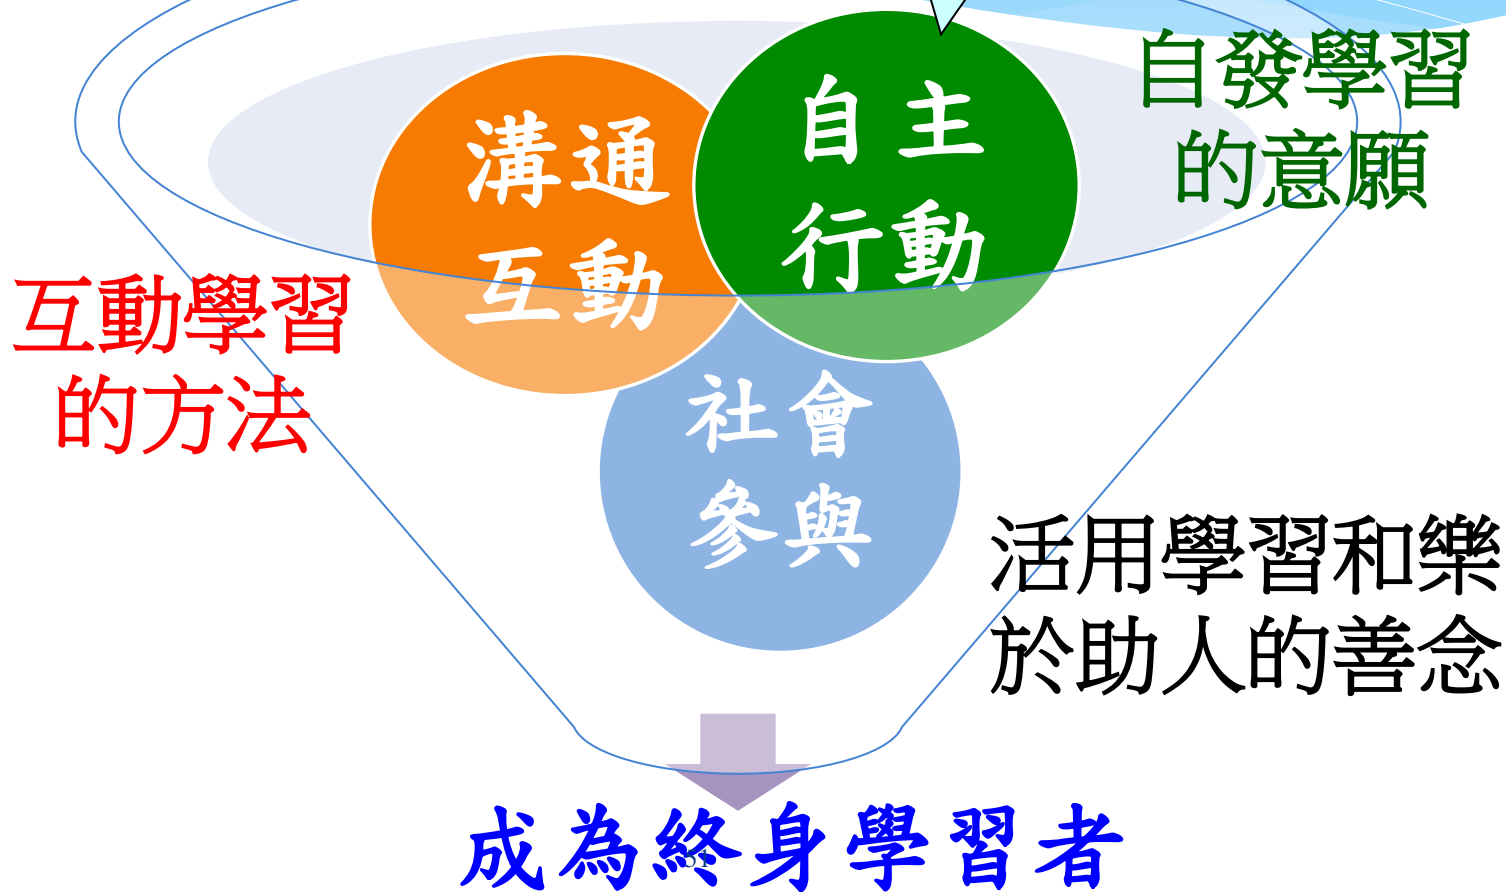 自發學習
的意願
自主
行動
溝通
互動
互動學習
的方法
社會
參與
活用學習和樂
於助人的善念
成為終身學習者
51